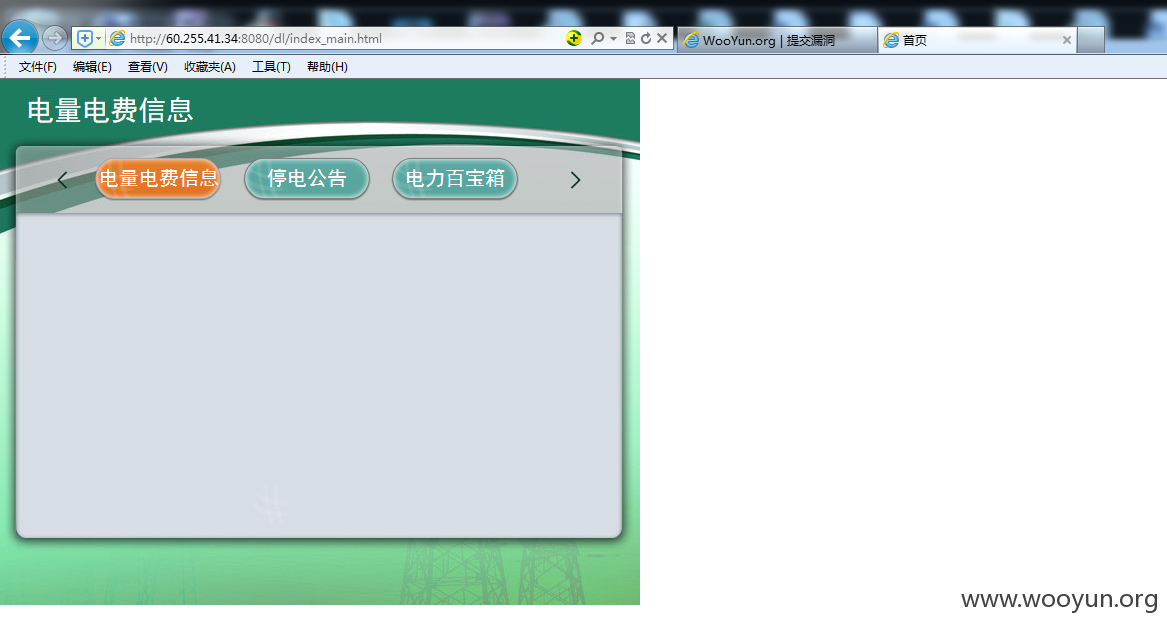 http://60.255.41.34:8080/dl/index_main.html
WooYun.org | 提交漏洞
首页
文件(F) 编辑(E) 查看(V) 收藏夹(A) 工具(T) 帮助(H)
电量电费信息
电量电费信息 停电公告 电力百宝箱
www.wooyun.org